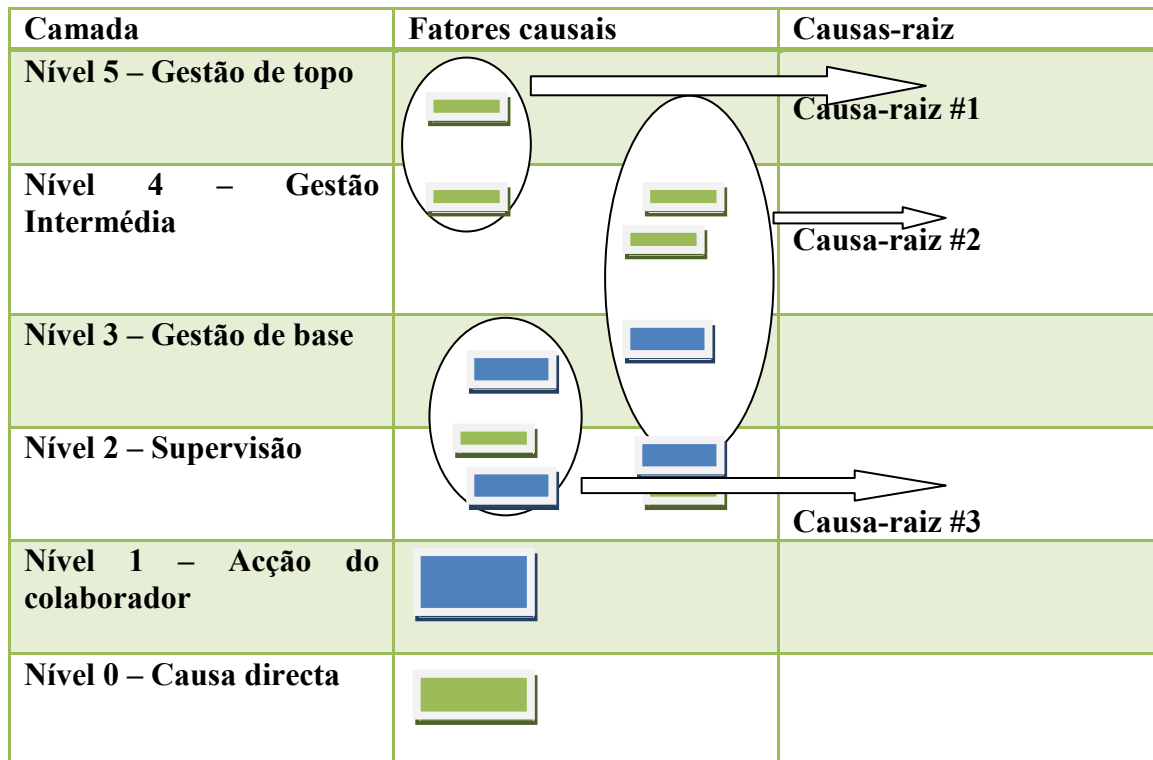 Camada
Fatores causais
Causas-raiz
Nível 5 – Gestão de topo
Causa-raiz #1
Nível 4 – Gestão
Intermédia
Causa-raiz #2
Nível 3 – Gestão de base
Nível 2 – Supervisão
Causa-raiz #3
Nível 1 – Acção do
colaborador
Nível 0 – Causa directa